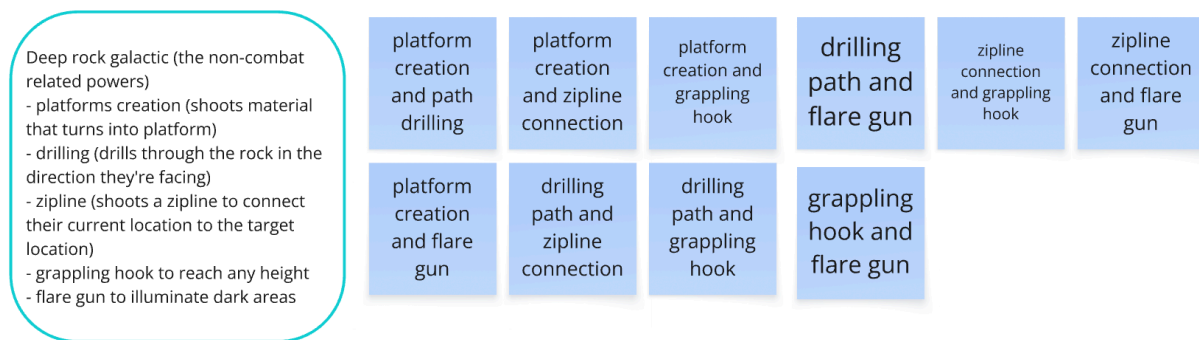 Deep rock galactic (the non-combat
related powers)
- platforms creation (shoots material
that turns into platform)
- drilling (drills through the rock in the
direction they're facing)
- zipline (shoots a zipline to connect
their current location to the target
location)
- grappling hook to reach any height
- flare gun to illuminate dark areas
platform
creation
and path
drilling
platform
creation
and zipline
connection
platform
creation and
grappling
hook
drilling
path and
flare gun
zipline
connection
and grappling
hook
zipline
connection
and flare
gun
platform
creation
and flare
gun
drilling
path and
zipline
connection
drilling
path and
grappling
hook
grappling
hook and
flare gun